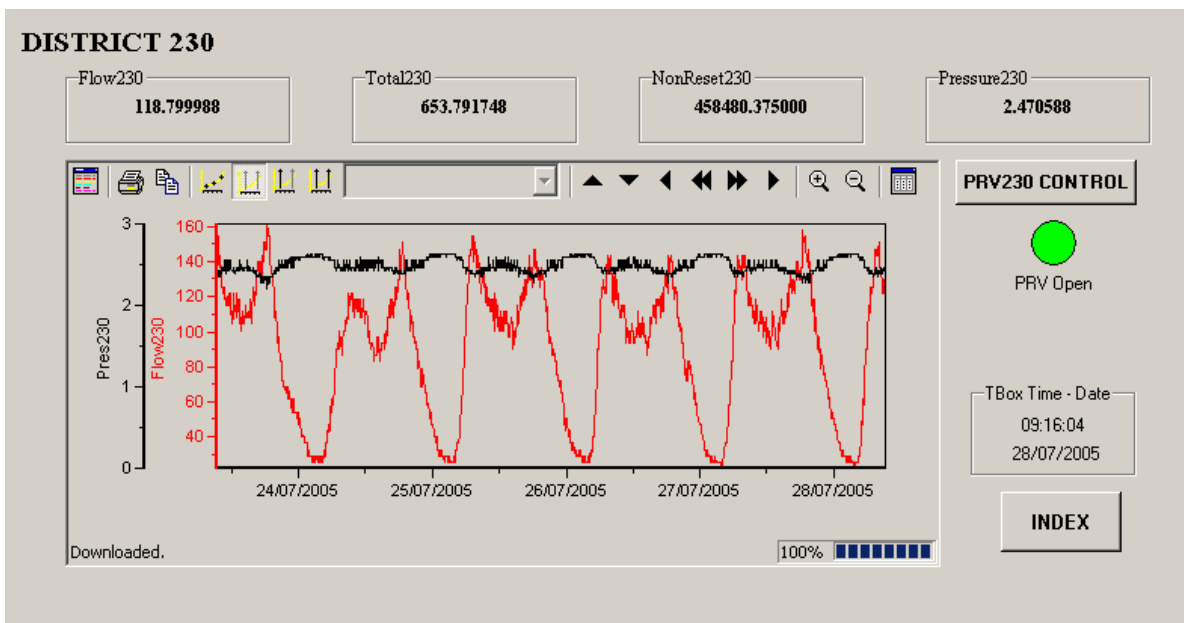 DISTRICT 230
Flow230
118.799988
Total230
653.791748
NonReset230
458480.375000
Pressure230
2.470588
PRV230 CONTROL
PRV Open
Pres230
3
2
1
0
Flow230
160
140
120
100
80
60
40
24/07/2005 25/07/2005 26/07/2005 27/07/2005 28/07/2005
TBox Time - Date
09:16:04
28/07/2005
INDEX
Downloaded.
100%